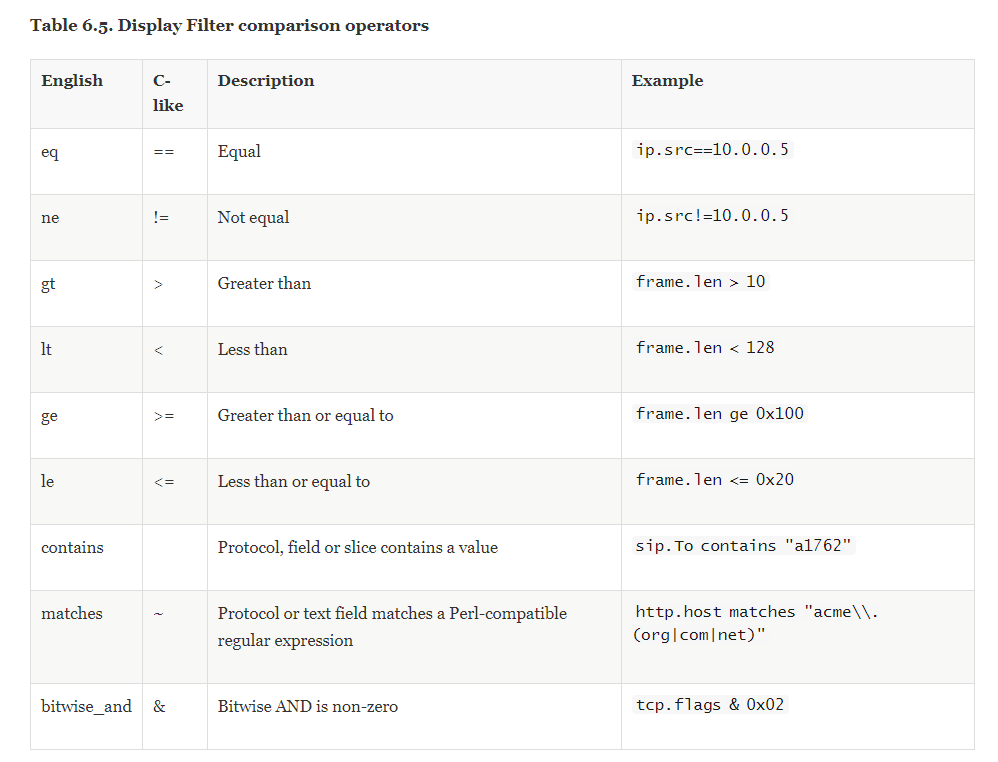 Table 6.5. Display Filter comparison operators
English C-like Description Example
eq == Equal ip.src==10.0.0.5
ne != Not equal ip.src!=10.0.0.5
gt > Greater than frame.len > 10
lt < Less than frame.len < 128
ge >= Greater than or equal to frame.len ge 0x100
le <= Less than or equal to frame.len <= 0x20
contains Protocol, field or slice contains a value sip.To contains "a1762"
matches ~ Protocol or text field matches a Perl-compatible
regular expression http.host matches "acme\\.
(org|com|net)"
bitwise_and & Bitwise AND is non-zero tcp.flags & 0x02